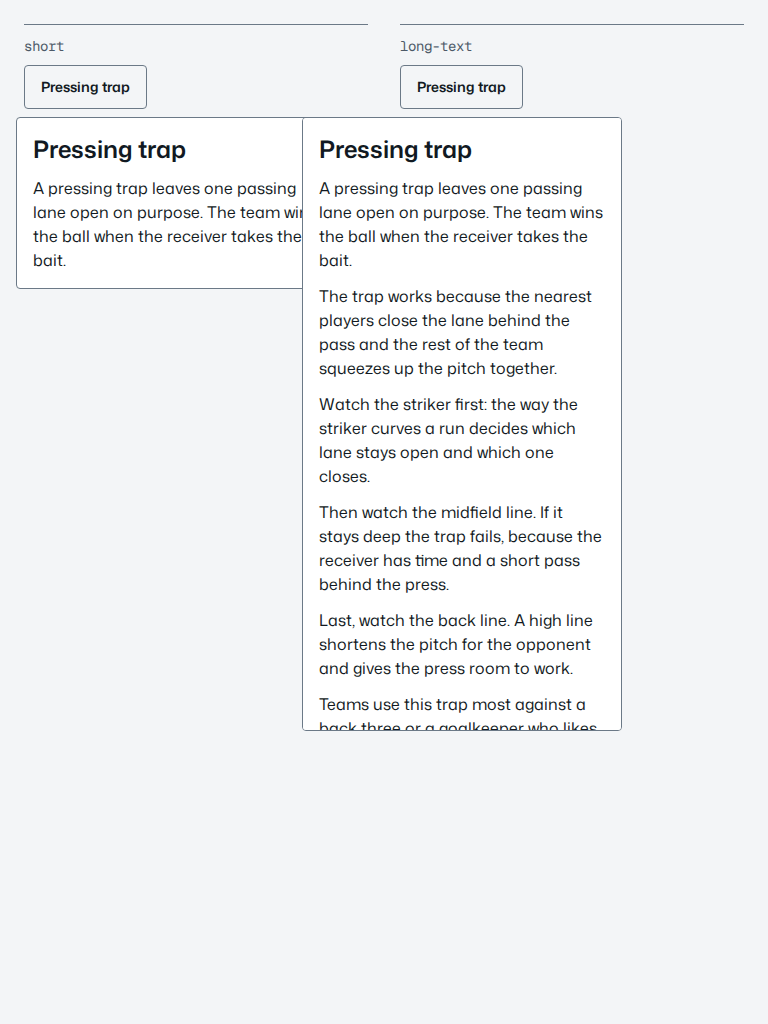 short
Pressing trap
Pressing trap
A pressing trap leaves one passing
lane open on purpose. The team
the ball when the receiver takes the
bait.
long-text
Pressing trap
Pressing trap
A pressing trap leaves one passing
lane open on purpose. The team wins
the ball when the receiver takes the
bait.
The trap works because the nearest
players close the lane behind the
pass and the rest of the team
squeezes up the pitch together.
Watch the striker first: the way the
striker curves a run decides which
lane stays open and which one
closes.
Then watch the midfield line. If it
stays deep the trap fails, because the
receiver has time and a short pass
behind the press.
Last, watch the back line. A high line
shortens the pitch for the opponent
and gives the press room to work.
Teams use this trap most against a
back three or a goalkeeper who likes